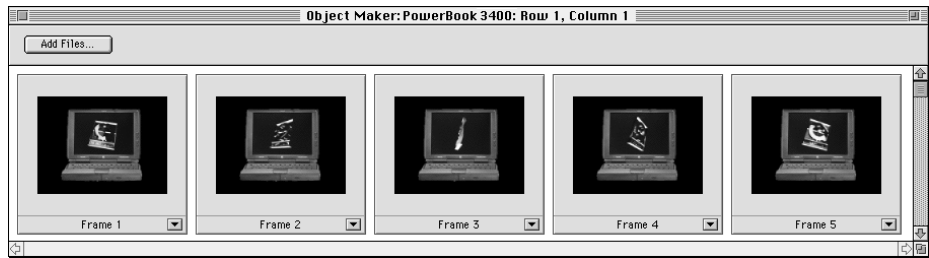 Object Maker: PowerBook 3400: Row 1, Column 1
Add Files...
Frame 1
Frame 2
Frame 3
Frame 4
Frame 5